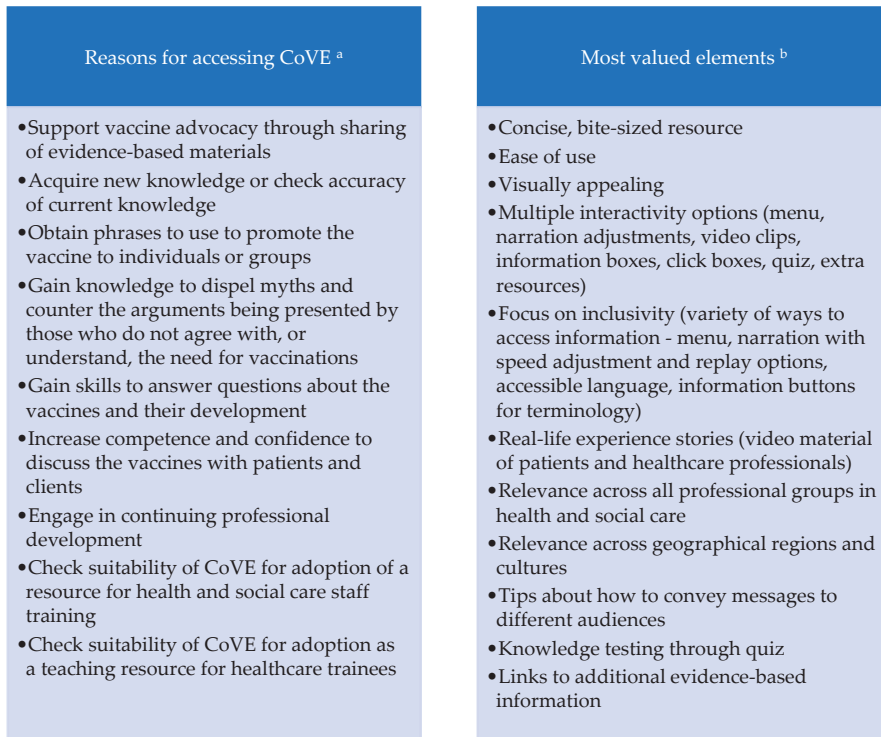 Reasons for accessing CoVE a
•Support vaccine advocacy through sharing
of evidence-based materials
•Acquire new knowledge or check accuracy
of current knowledge
•Obtain phrases to use to promote the
vaccine to individuals or groups
•Gain knowledge to dispel myths and
counter the arguments being presented by
those who do not agree with, or
understand, the need for vaccinations
•Gain skills to answer questions about the
vaccines and their development
•Increase competence and confidence to
discuss the vaccines with patients and
clients
•Engage in continuing professional
development
•Check suitability of CoVE for adoption of a
resource for health and social care staff
training
•Check suitability of CoVE for adoption as
a teaching resource for healthcare trainees
Most valued elements b
•Concise, bite-sized resource
•Ease of use
•Visually appealing
•Multiple interactivity options (menu,
narration adjustments, video clips,
information boxes, click boxes, quiz, extra
resources)
•Focus on inclusivity (variety of ways to
access information - menu, narration with
speed adjustment and replay options,
accessible language, information buttons
for terminology)
•Real-life experience stories (video material
of patients and healthcare professionals)
•Relevance across all professional groups in
health and social care
•Relevance across geographical regions and
cultures
•Tips about how to convey messages to
different audiences
•Knowledge testing through quiz
•Links to additional evidence-based
information